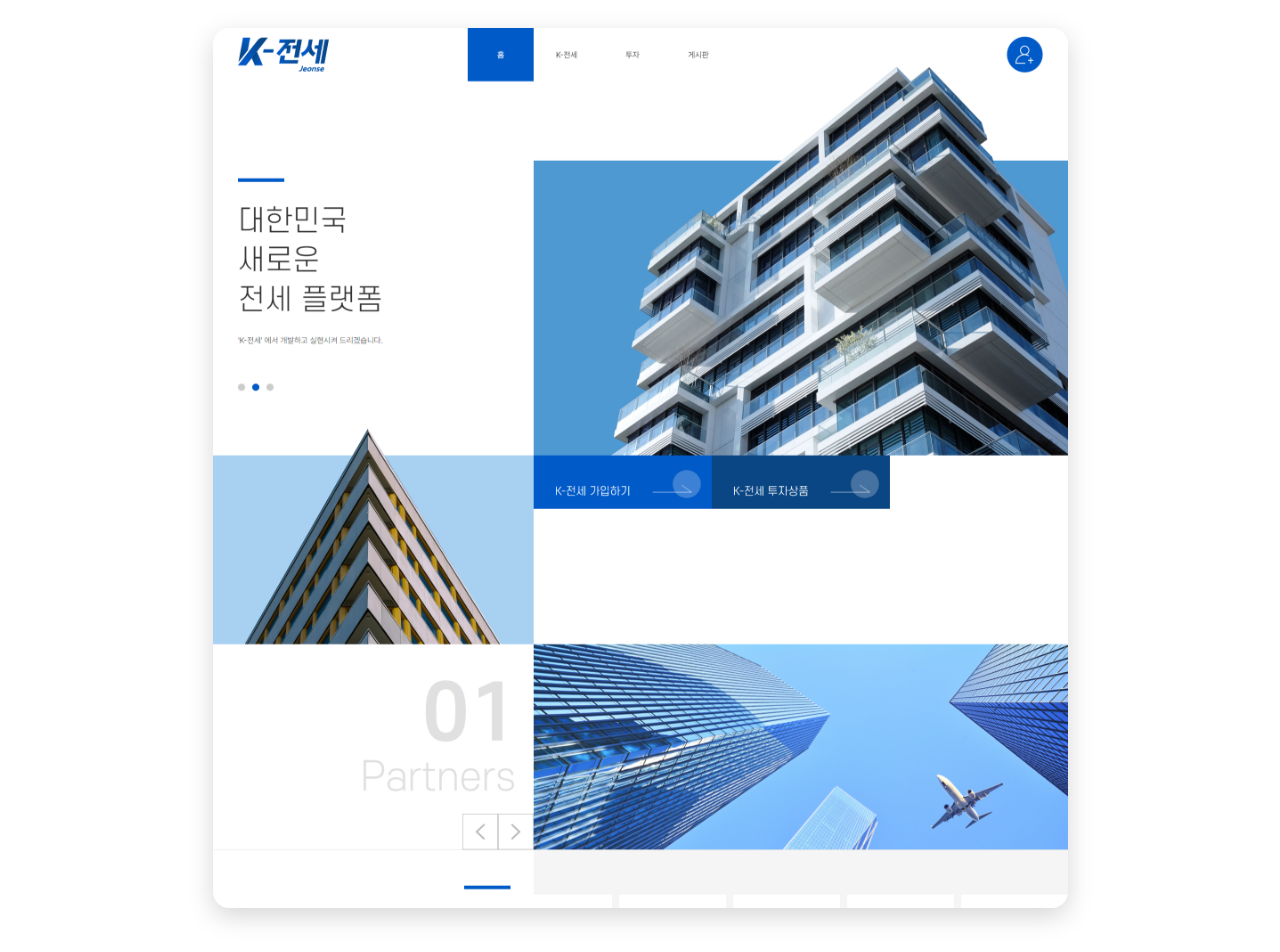 K-전세
Jeonse
홈
K-전세
투자
게시판
대한민국
새로운
전세 플랫폼
'K-전세' 에서 개발하고 실현시켜 드리겠습니다.
K-전세 가입하기
K-전세 투자상품
01
Partners